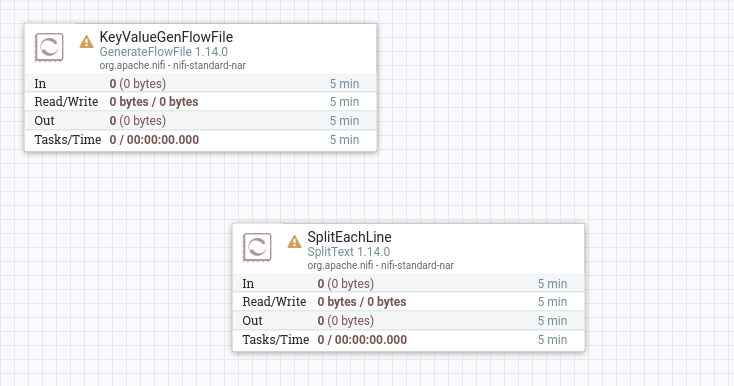 KeyValueGenFlowFile
GenerateFlowFile 1.14.0
org.apache.nifi - nifi-standard-nar
In 0 (0 bytes) 5 min
Read/Write 0 bytes / 0 bytes 5 min
Out 0 (0 bytes) 5 min
Tasks/Time 0 / 00:00:00.000 5 min
SplitEachLine
SplitText 1.14.0
org.apache.nifi - nifi-standard-nar
In 0 (0 bytes) 5 min
Read/Write 0 bytes / 0 bytes 5 min
Out 0 (0 bytes) 5 min
Tasks/Time 0 / 00:00:00.000 5 min